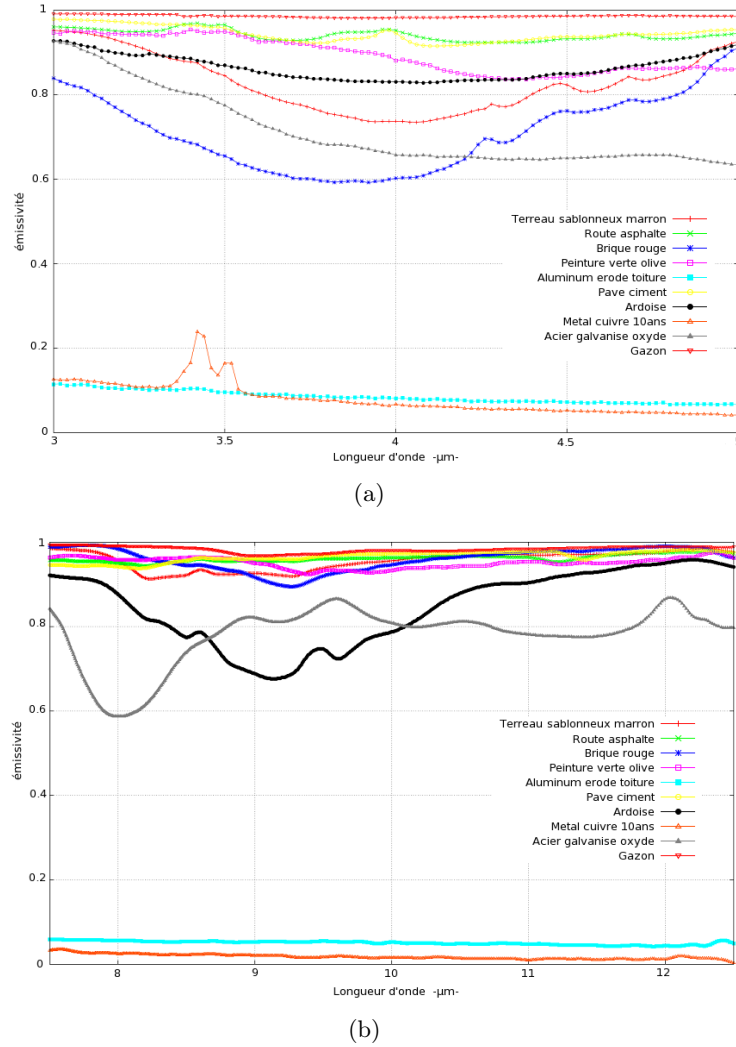 1
0.8
0.6
0.4
0.2
0
émissivité
Terreau sablonneux marron
Route asphalte
Brique rouge
Peinture verte olive
Aluminum erode toiture
Pave ciment
Ardoise
Metal cuivre 10ans
Acier galvanise oxyde
Gazon
3 3.5 4 4.5
Longueur d'onde -µm-
(a)
1
0.8
0.6
0.4
0.2
0
émissivité
Terreau sablonneux marron
Route asphalte
Brique rouge
Peinture verte olive
Aluminum erode toiture
Pave ciment
Ardoise
Metal cuivre 10ans
Acier galvanise oxyde
Gazon
8 9 10 11 12
Longueur d'onde -µm-
(b)